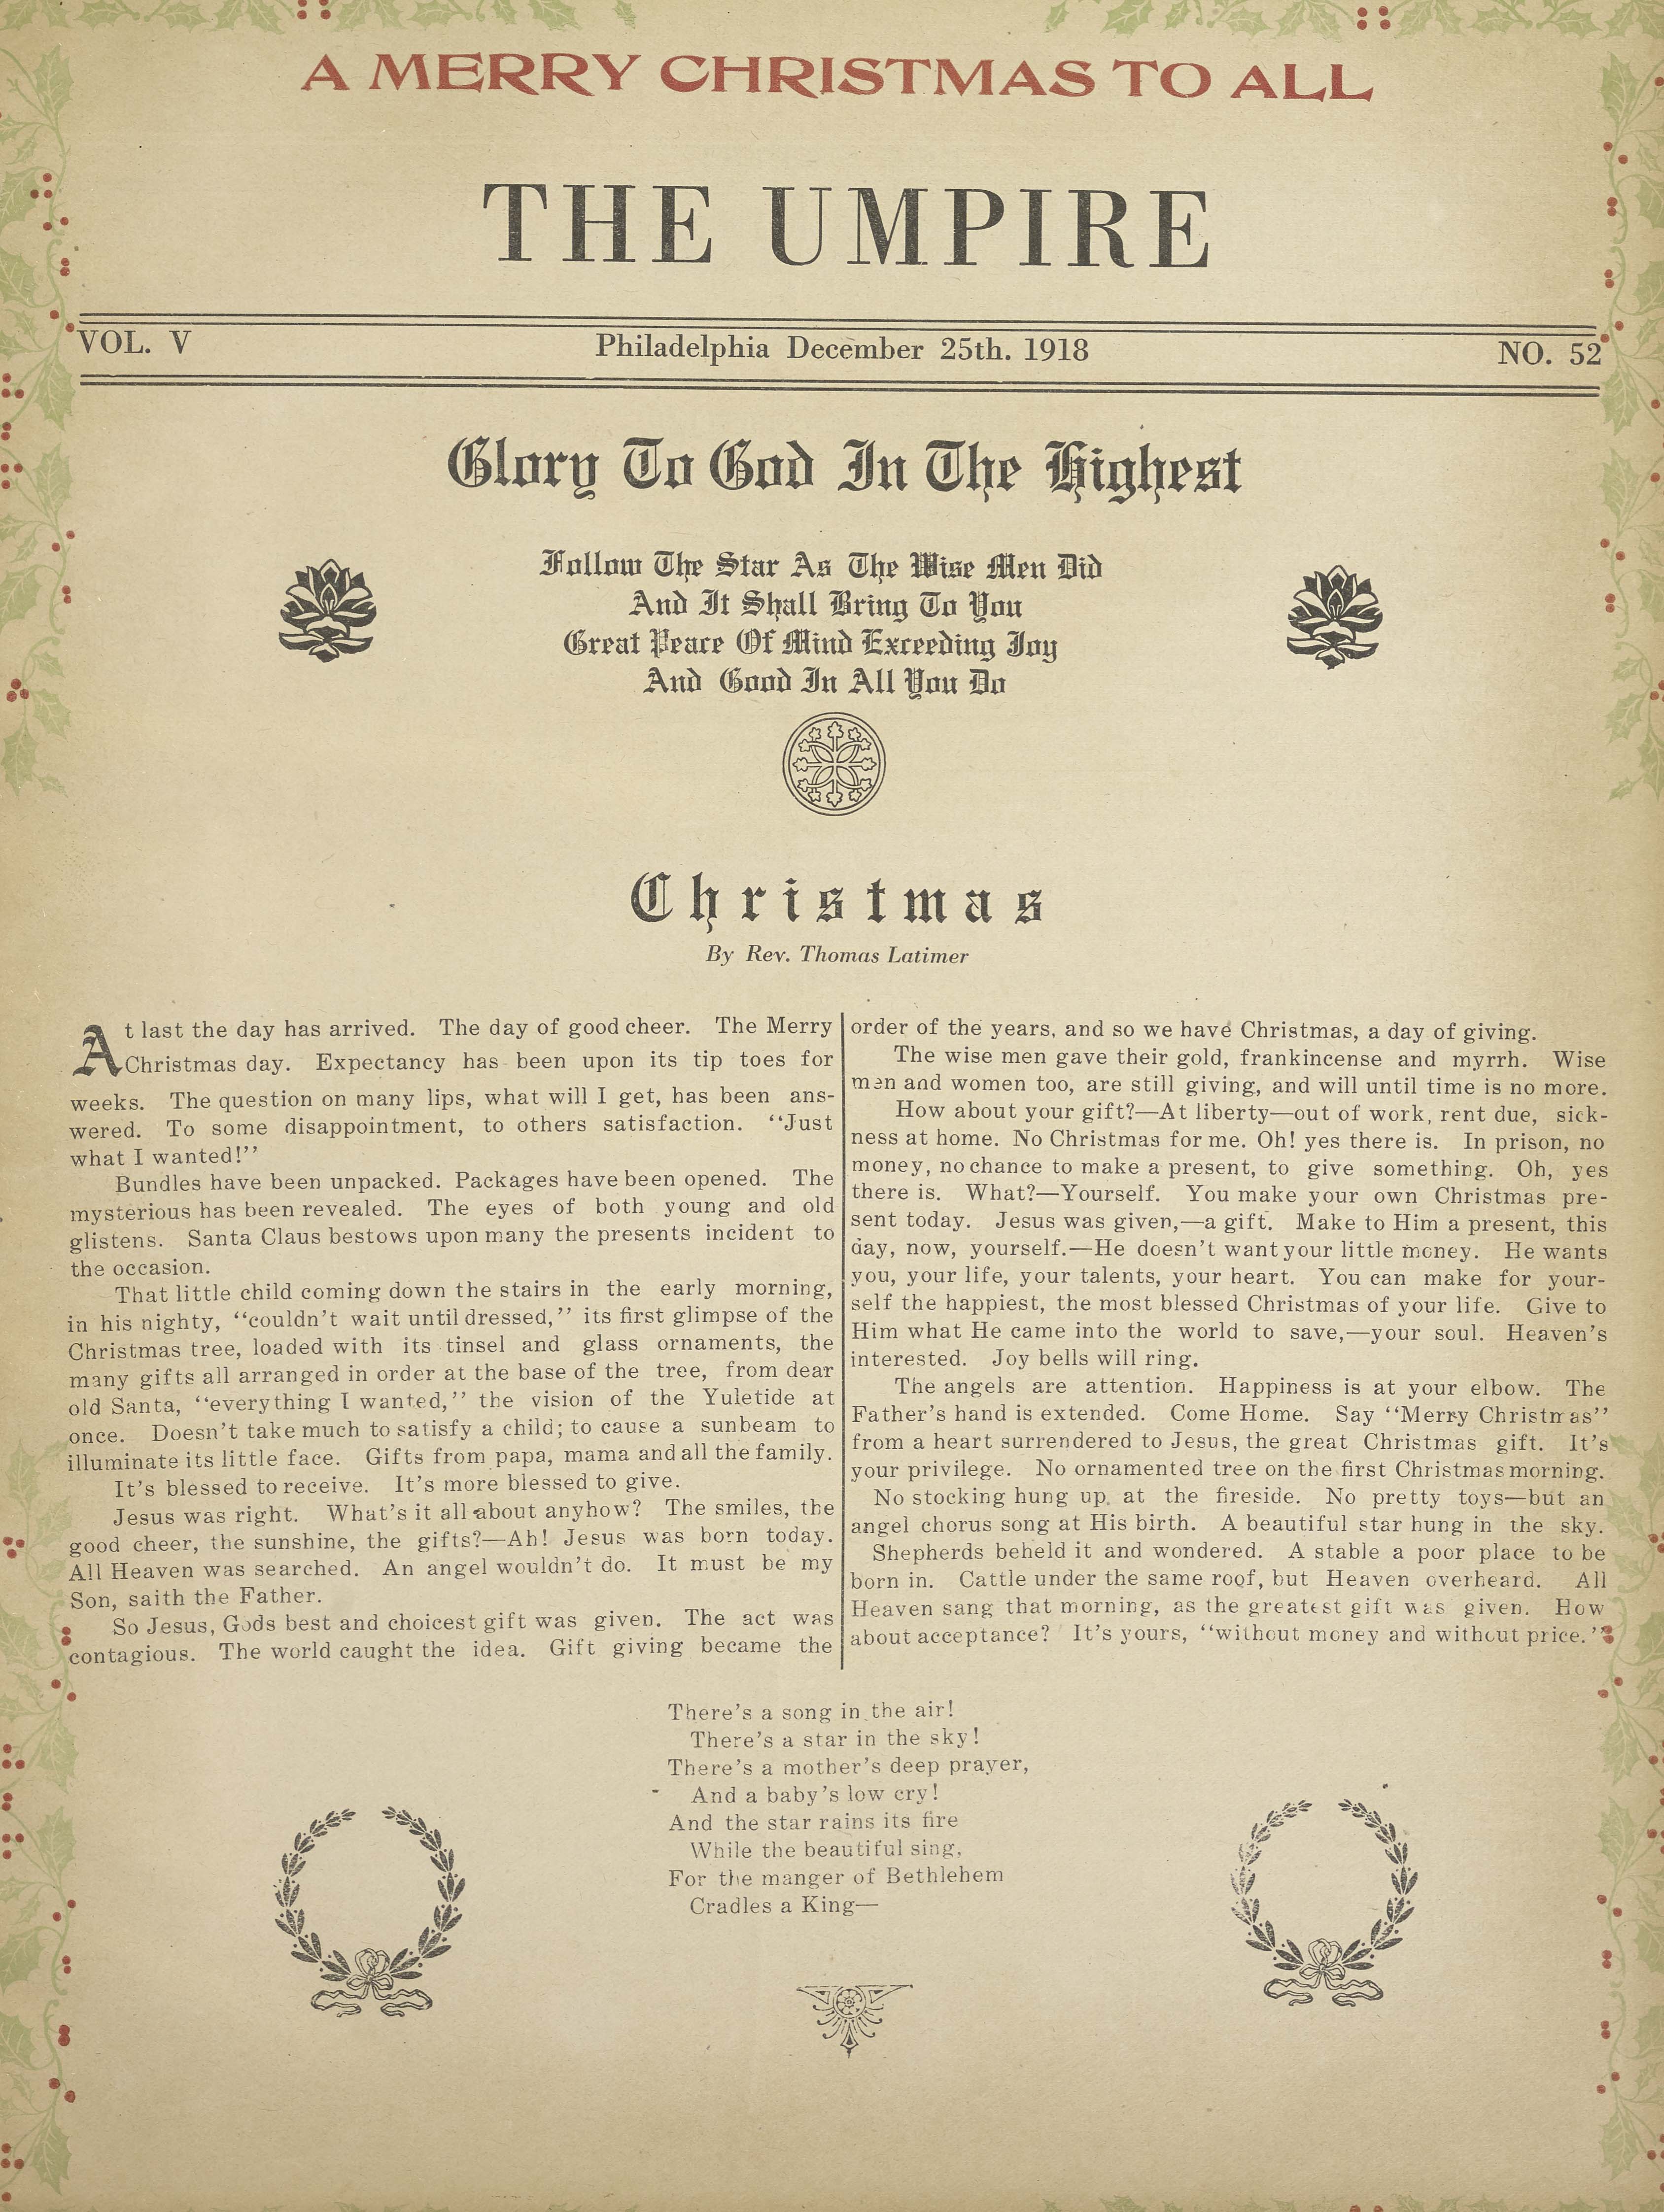 A MERRY CHRISTMAS TO ALL
THE UMPIRE
VOL. V Philadelphia December 25th. 1918 NO. 52
Glory To God In The Highest
Follow The Star As The Wise Men Did
And It Shall Bring To You
Great Peace Of Mind Exceeding Joy
And Good In All You Do
Christmas
By Rev. Thomas Latimer
At last the day has arrived. The day of good cheer. The Merry
Christmas day. Expectancy has been upon its tip toes for
weeks. The question on many lips, what will I get, has been ans-
wered. To some disappointment, to others satisfaction. "Just
what I wanted!"
Bundles have been unpacked. Packages have been opened. The
mysterious has been revealed. The eyes of both young and old
glistens. Santa Claus bestows upon many the presents incident to
the occasion.
That little child coming down the stairs in the early morning,
in his nighty, "couldn't wait until dressed," its first glimpse of the
Christmas tree, loaded with its tinsel and glass ornaments, the
many gifts all arranged in order at the base of the tree, from dear
old Santa, "everything I wanted," the vision of the Yuletide at
once. Doesn't take much to satisfy a child; to cause a sunbeam to
illuminate its little face. Gifts from papa, mama and all the family.
It's blessed to receive. It's more blessed to give.
Jesus was right. What's it all about anyhow? The smiles, the
good cheer, the sunshine, the gifts?—Ah! Jesus was born today.
All Heaven was searched. An angel wouldn't do. It must be my
Son, saith the Father.
So Jesus, Gods best and choicest gift was given. The act was
contagious. The world caught the idea. Gift giving became the
order of the years, and so we have Christmas, a day of giving.
The wise men gave their gold, frankincense and myrrh. Wise
men and women too, are still giving, and will until time is no more.
How about your gift?—At liberty—out of work, rent due, sick-
ness at home. No Christmas for me. Oh! yes there is. In prison, no
money, no chance to make a present, to give something. Oh, yes
there is. What?—Yourself. You make your own Christmas pre-
sent today. Jesus was given,—a gift. Make to Him a present, this
day, now, yourself.—He doesn't want your little money. He wants
you, your life, your talents, your heart. You can make for your-
self the happiest, the most blessed Christmas of your life. Give to
Him what He came into the world to save,—your soul. Heaven's
interested. Joy bells will ring.
The angels are attention. Happiness is at your elbow. The
Father's hand is extended. Come Home. Say "Merry Christmas"
from a heart surrendered to Jesus, the great Christmas gift. It's
your privilege. No ornamented tree on the first Christmas morning.
No stocking hung up at the fireside. No pretty toys—but an
angel chorus song at His birth. A beautiful star hung in the sky.
Shepherds beheld it and wondered. A stable a poor place to be
born in. Cattle under the same roof, but Heaven overheard. All
Heaven sang that morning, as the greatest gift was given. How
about acceptance? It's yours, "without money and without price."
There's a song in the air!
There's a star in the sky!
There's a mother's deep prayer,
And a baby's low cry!
And the star rains its fire
While the beautiful sing,
For the manger of Bethlehem
Cradles a King—